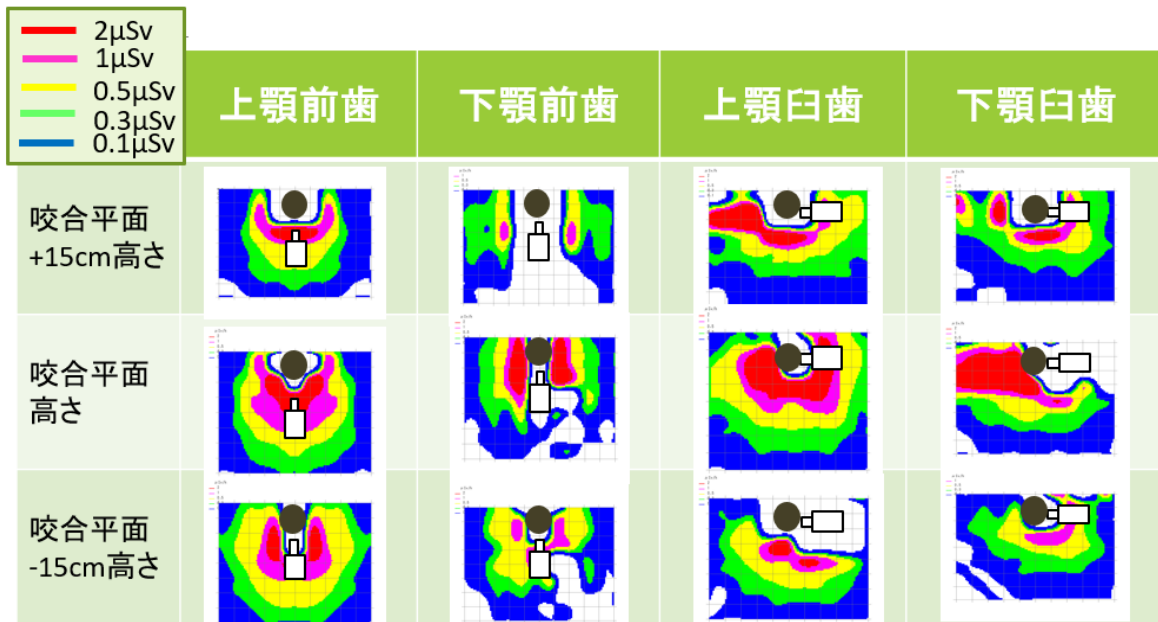 2μSv
1μSv
0.5μSv
0.3μSv
0.1μSv
上顎前歯
下顎前歯
上顎臼歯
下顎臼歯
咬合平面
+15cm高さ
咬合平面
高さ
咬合平面
-15cm高さ